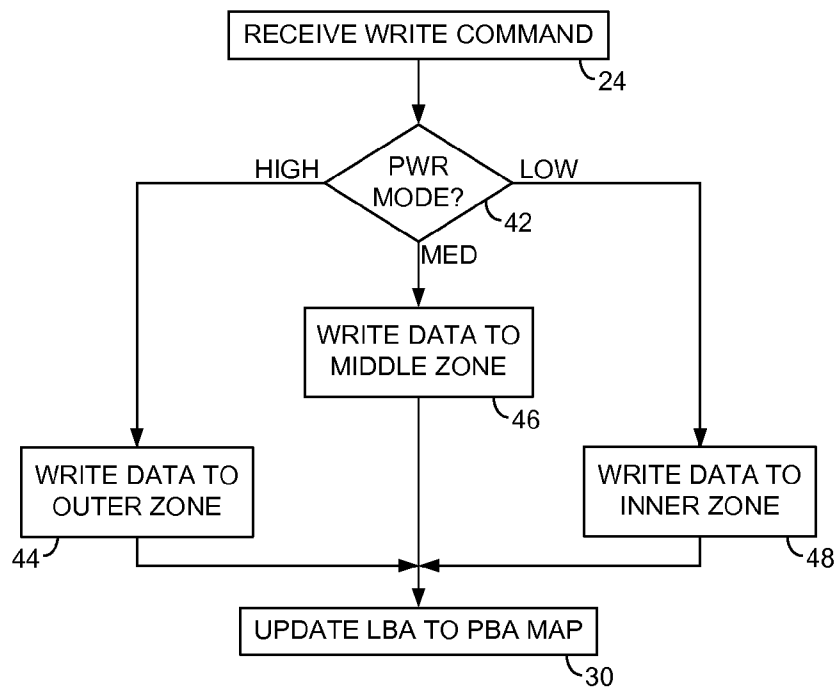 RECEIVE WRITE COMMAND
24
HIGH
PWR
MODE?
LOW
42
MED
WRITE DATA TO
MIDDLE ZONE
46
WRITE DATA TO
OUTER ZONE
44
WRITE DATA TO
INNER ZONE
48
UPDATE LBA TO PBA MAP
30